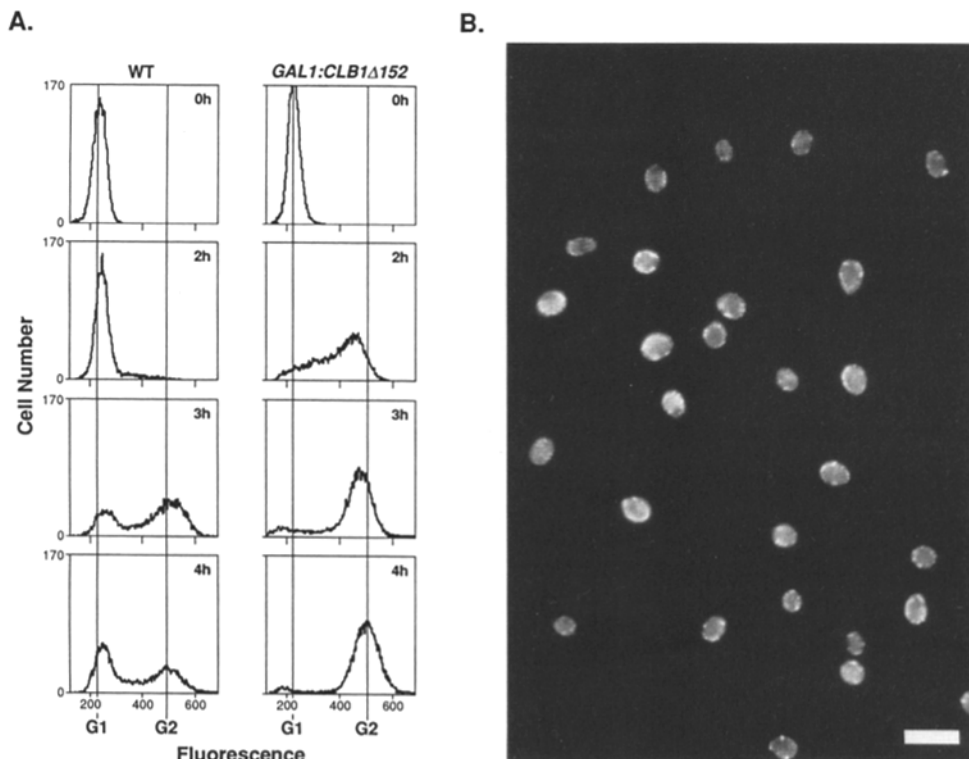 A.
B.
WT
GAL1:CLB1Δ152
170
0h
0h
0
170
2h
2h
0
Cell Number
170
3h
3h
0
170
4h
4h
0
200 400 600
200 400 600
G1 G2
G1 G2
Fluorescence